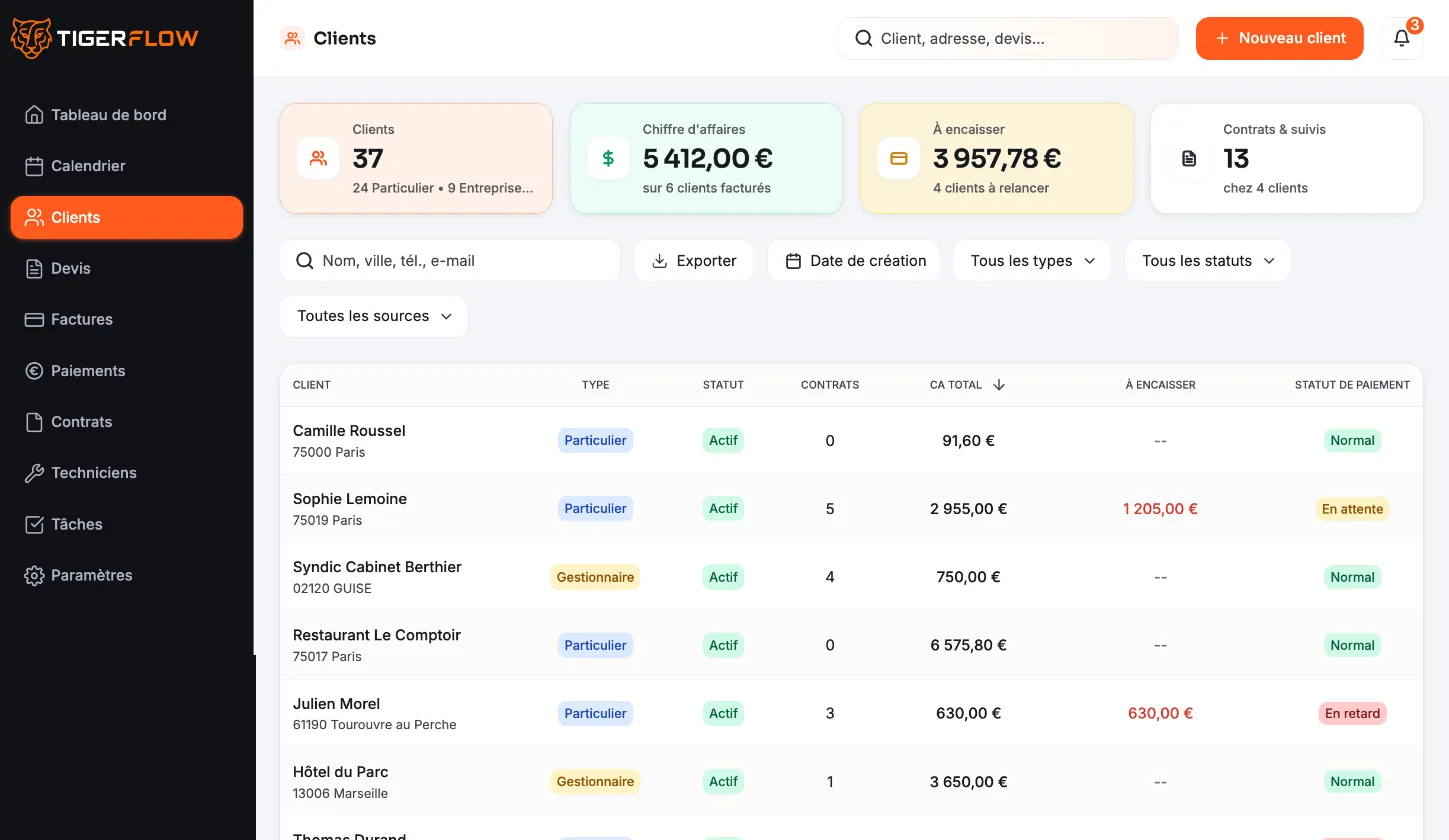 TIGERFLOW
Clients
Client, adresse, devis...
+ Nouveau client
3
Tableau de bord
Calendrier
Clients
Devis
Factures
Paiements
Contrats
Techniciens
Tâches
Paramètres
Clients
37
24 Particulier • 9 Entreprise...
Chiffre d'affaires
5 412,00 €
sur 6 clients facturés
À encaisser
3 957,78 €
4 clients à relancer
Contrats & suivis
13
chez 4 clients
Nom, ville, tél., e-mail
Exporter
Date de création
Tous les types
Tous les statuts
Toutes les sources
CLIENT TYPE STATUT CONTRATS CA TOTAL ↓ À ENCAISSER STATUT DE PAIEMENT
Camille Roussel
75000 Paris
Particulier Actif 0 91,60 € -- Normal
Sophie Lemoine
75019 Paris
Particulier Actif 5 2 955,00 € 1 205,00 € En attente
Syndic Cabinet Berthier
02120 GUISE
Gestionnaire Actif 4 750,00 € -- Normal
Restaurant Le Comptoir
75017 Paris
Particulier Actif 0 6 575,80 € -- Normal
Julien Morel
61190 Tourouvre au Perche
Particulier Actif 3 630,00 € 630,00 € En retard
Hôtel du Parc
13006 Marseille
Gestionnaire Actif 1 3 650,00 € -- Normal
Thomas Durand